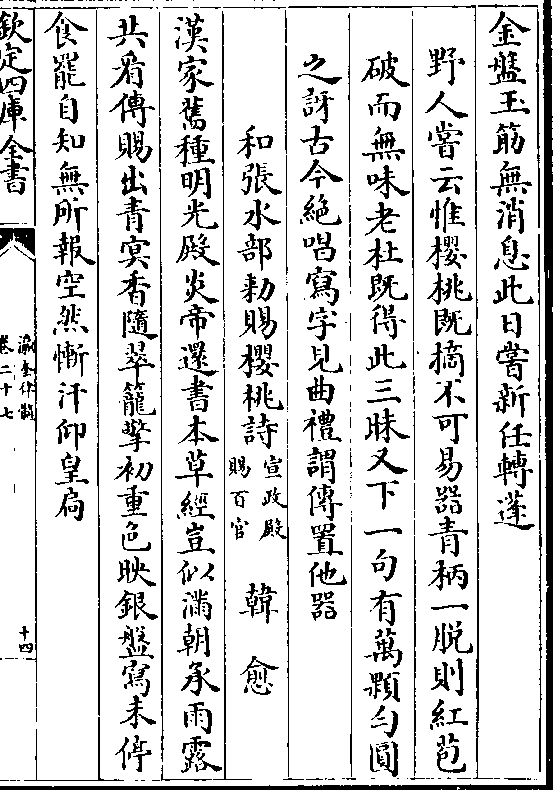 金盤玉筋無消息此日嘗新任轉蓬
野人嘗云惟櫻桃既摘不可易器青柄一脱則紅苞
破而無味老杜既得此三昧又下一句有萬顆勻圓
之訝古今絶唱寫字見曲禮謂傳置他器
和張水部勅賜櫻桃詩 宣政殿賜百官 韓愈
漢家舊種明光殿炎帝還書本草經豈似滿朝承雨露
共看傳賜出青冥香隨翠籠擎初重色映銀盤寫未停
食罷自知無所報空然慚汗仰皇扃
欽定四庫全書
瀛奎律髓
卷二十七
十四